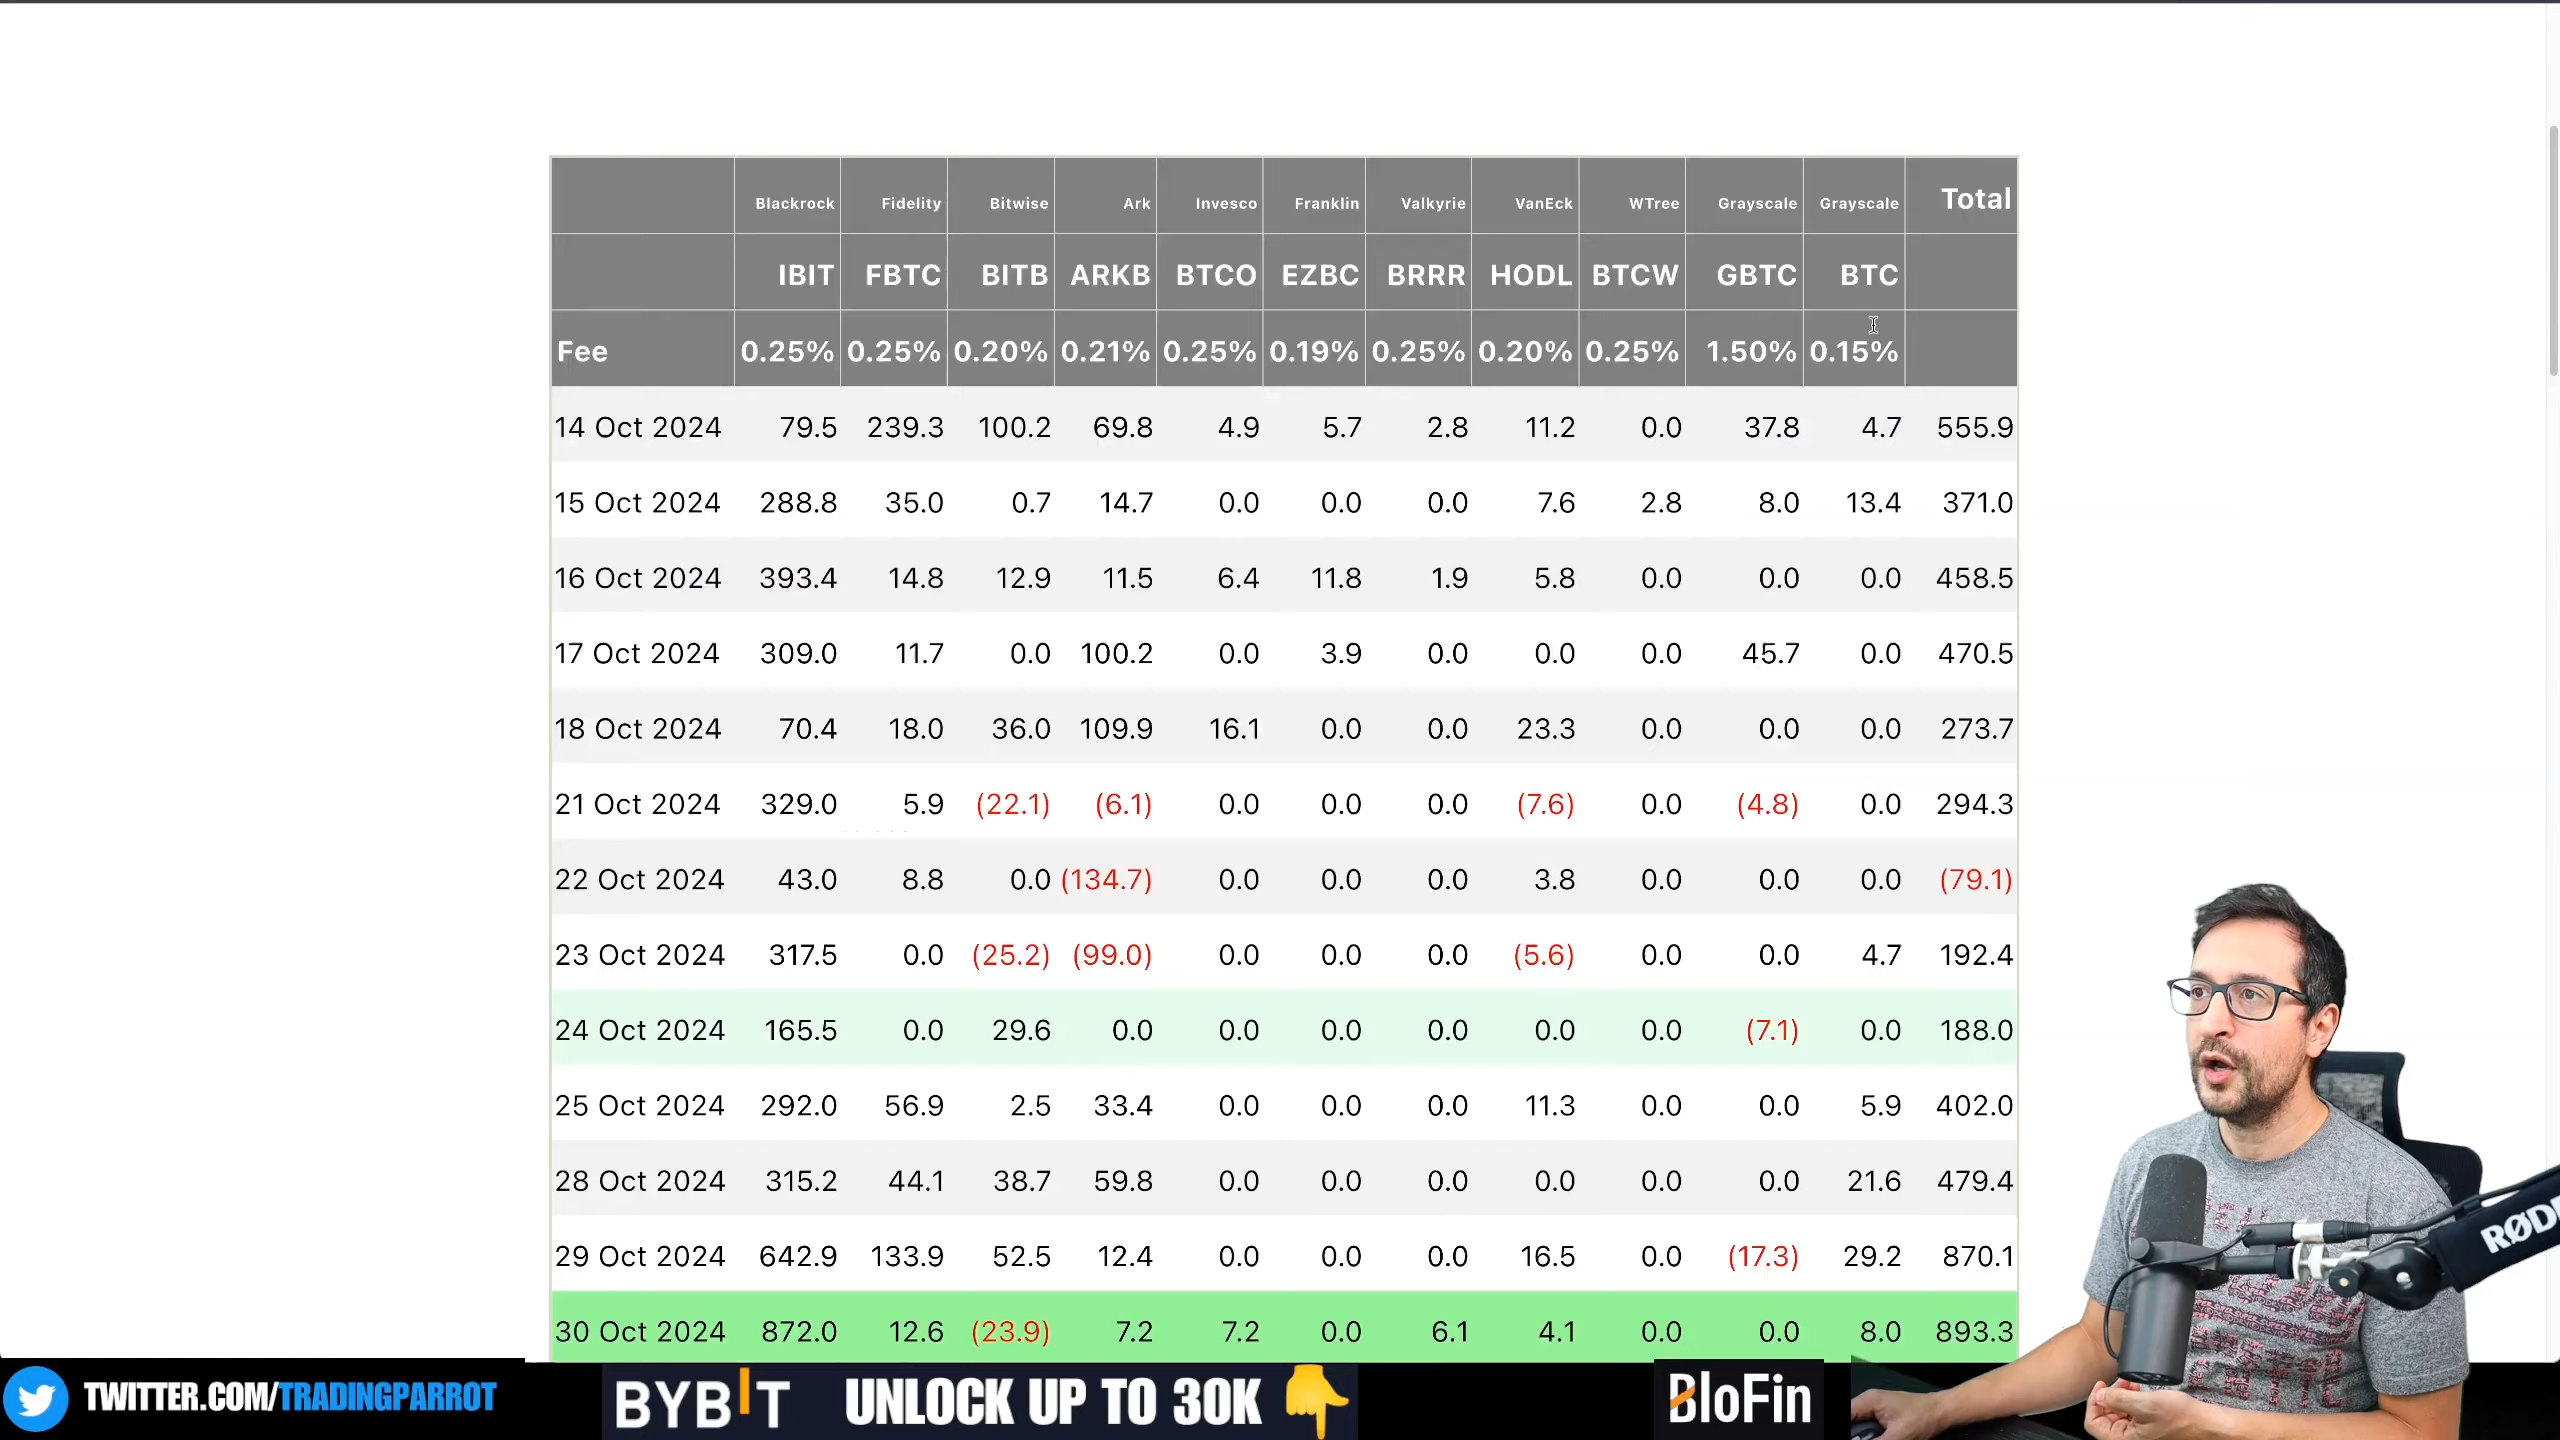 Blackrock Fidelity Bitwise Ark Invesco Franklin Valkyrie VanEck WTree Grayscale Grayscale Total
IBIT FBTC BITB ARKB BTCO EZBC BRRR HODL BTCW GBTC BTC
Fee 0.25% 0.25% 0.20% 0.21% 0.25% 0.19% 0.25% 0.20% 0.25% 1.50% 0.15%
14 Oct 2024 79.5 239.3 100.2 69.8 4.9 5.7 2.8 11.2 0.0 37.8 4.7 555.9
15 Oct 2024 288.8 35.0 0.7 14.7 0.0 0.0 0.0 7.6 2.8 8.0 13.4 371.0
16 Oct 2024 393.4 14.8 12.9 11.5 6.4 11.8 1.9 5.8 0.0 0.0 0.0 458.5
17 Oct 2024 309.0 11.7 0.0 100.2 0.0 3.9 0.0 0.0 0.0 45.7 0.0 470.5
18 Oct 2024 70.4 18.0 36.0 109.9 16.1 0.0 0.0 23.3 0.0 0.0 0.0 273.7
21 Oct 2024 329.0 5.9 (22.1) (6.1) 0.0 0.0 0.0 (7.6) 0.0 (4.8) 0.0 294.3
22 Oct 2024 43.0 8.8 0.0 (134.7) 0.0 0.0 0.0 3.8 0.0 0.0 0.0 (79.1)
23 Oct 2024 317.5 0.0 (25.2) (99.0) 0.0 0.0 0.0 (5.6) 0.0 0.0 4.7 192.4
24 Oct 2024 165.5 0.0 29.6 0.0 0.0 0.0 0.0 0.0 0.0 (7.1) 0.0 188.0
25 Oct 2024 292.0 56.9 2.5 33.4 0.0 0.0 0.0 11.3 0.0 0.0 5.9 402.0
28 Oct 2024 315.2 44.1 38.7 59.8 0.0 0.0 0.0 0.0 0.0 0.0 21.6 479.4
29 Oct 2024 642.9 133.9 52.5 12.4 0.0 0.0 0.0 16.5 0.0 (17.3) 29.2 870.1
30 Oct 2024 872.0 12.6 (23.9) 7.2 7.2 0.0 6.1 4.1 0.0 0.0 8.0 893.3
RØDE
TWITTER.COM/TRADINGPARROT BYBIT UNLOCK UP TO 30K BloFin